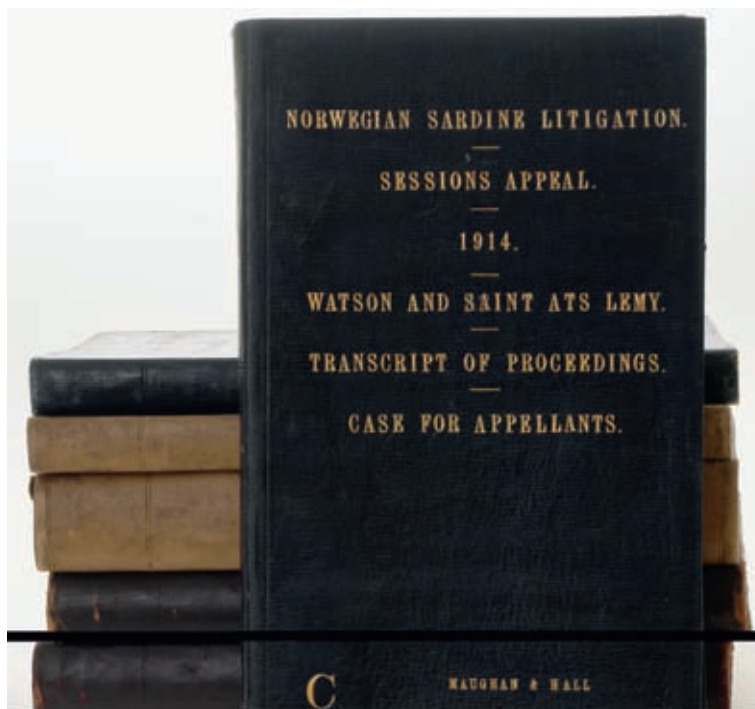 NORWEGIAN SARDINE LITIGATION.
SESSIONS APPEAL.
1914.
WATSON AND SAINT ATS LEMY.
TRANSCRIPT OF PROCEEDINGS.
CASE FOR APPELLANTS.
C
MAUGHAN & HALL